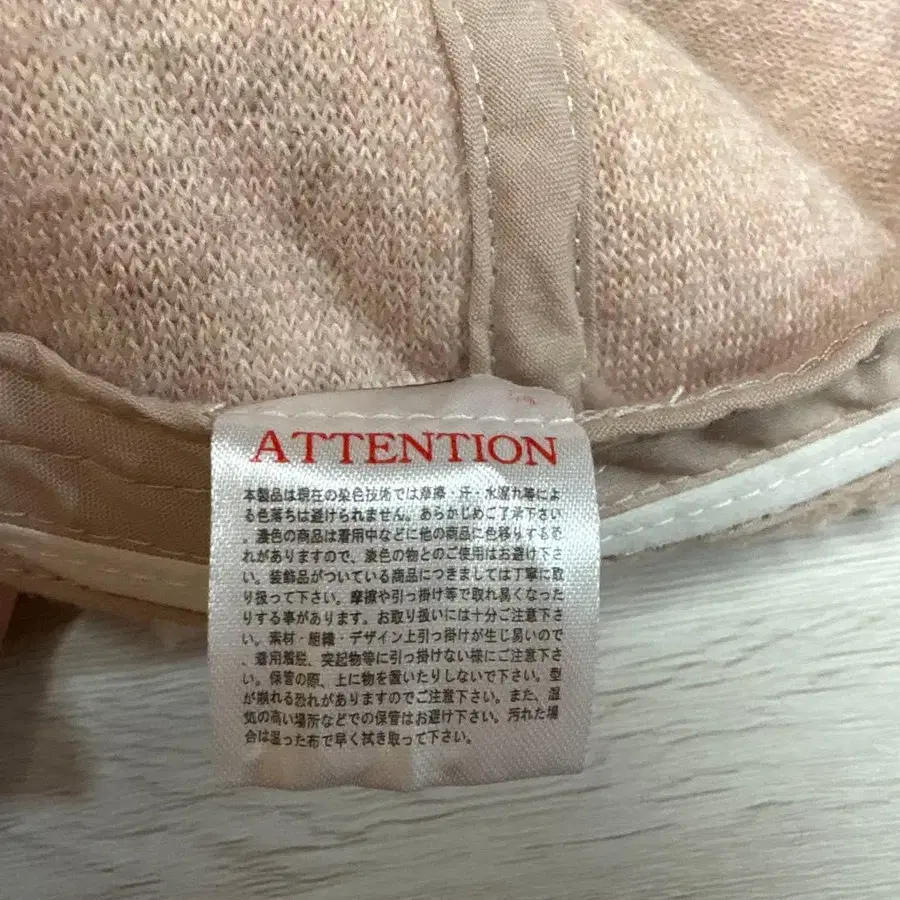 ATTENTION
本製品は現在の染色技術では摩擦・汗・水濡れ等によ
る色落ちは避けられません。あらかじめご了承下さい
。濃色の商品は着用中などに他の商品に色移りするおそ
れがありますので、淡色の物とのご使用はお避け下さ
い。装飾品がついている商品につきましては丁寧に取
り扱って下さい。摩擦や引っ掛け等で取れ易くなった
りする事があります。お取り扱いには十分ご注意下さ
い。素材・組織・デザイン上引っ掛けが生じ易いので
、着用着脱、突起物等に引っ掛けない様にご注意下さ
い。保管の際、上に物を置いたりしないで下さい。型
が崩れる恐れがありますのでご注意下さい。また、湿
気の高い場所などでの保管はお避け下さい。汚れた場
合は湿った布で早く拭き取って下さい。